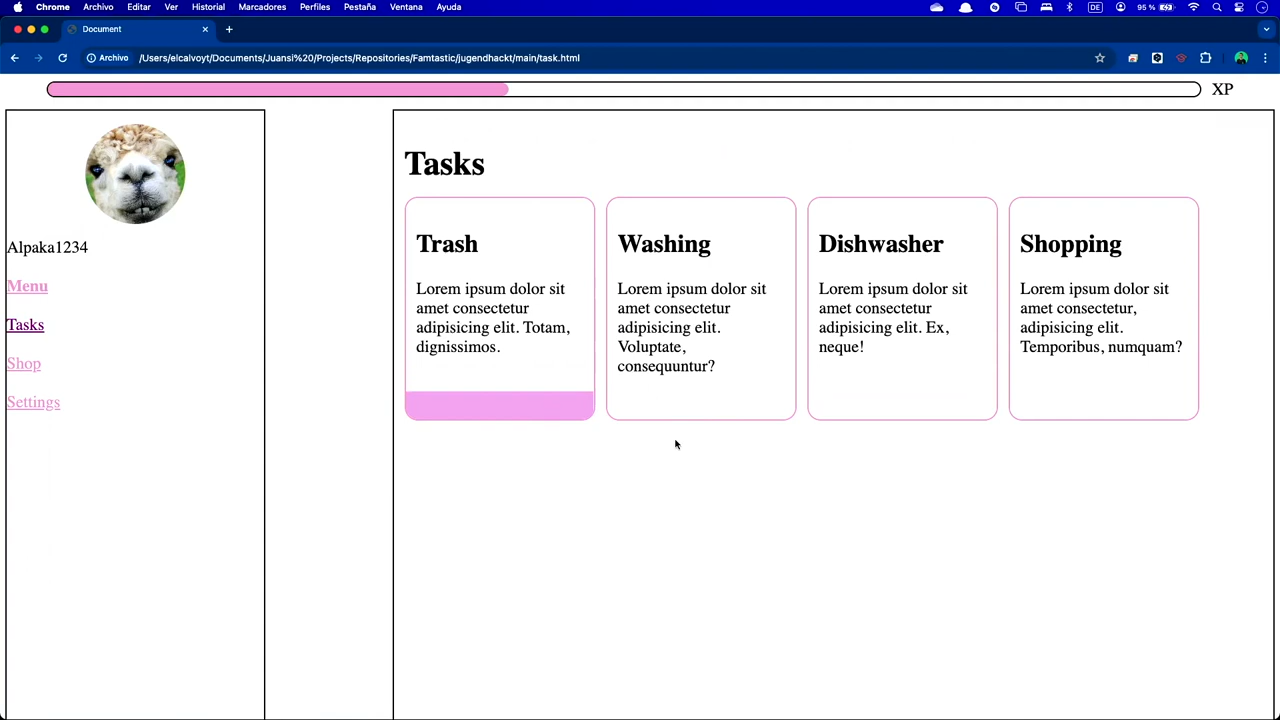 Chrome Archivo Editar Ver Historial Marcadores Perfiles Pestaña Ventana Ayuda DE 95 %
Document
Archivo /Users/elcalvoyt/Documents/Juansi%20/Projects/Repositories/Famtastic/jugendhackt/main/task.html
XP
Alpaka1234
Menu
Tasks
Shop
Settings
Tasks
Trash
Lorem ipsum dolor sit
amet consectetur
adipisicing elit. Totam,
dignissimos.
Washing
Lorem ipsum dolor sit
amet consectetur
adipisicing elit.
Voluptate,
consequuntur?
Dishwasher
Lorem ipsum dolor sit
amet consectetur
adipisicing elit. Ex,
neque!
Shopping
Lorem ipsum dolor sit
amet consectetur,
adipisicing elit.
Temporibus, numquam?